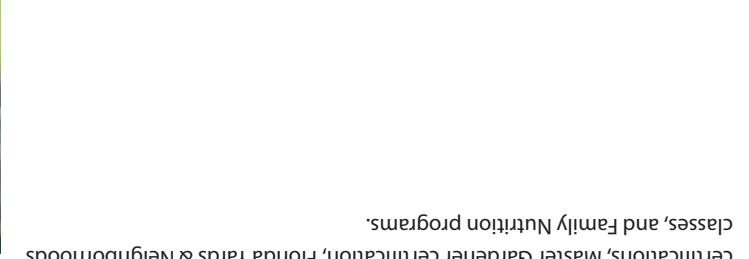 certifications, Master Gardener certification, Florida Yards & Neighborhoods
classes, and Family Nutrition programs.